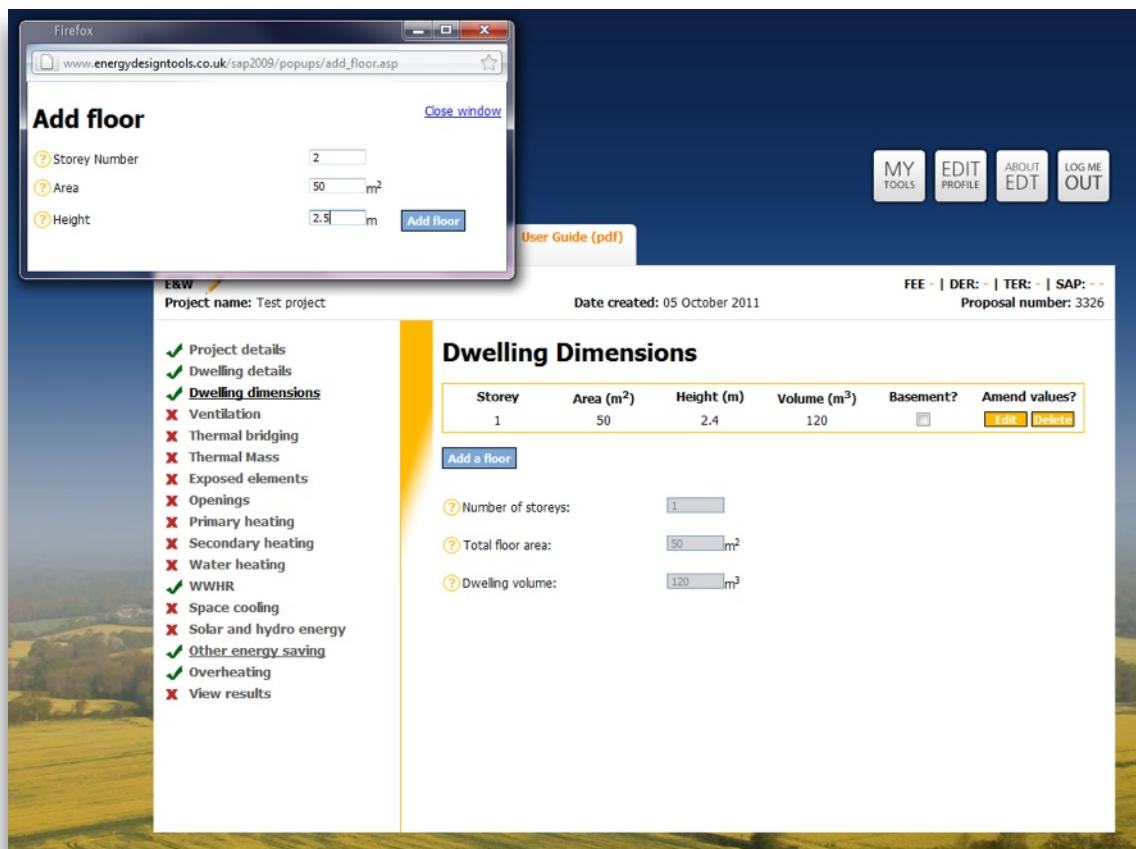 Firefox
www.energydesigntools.co.uk/sap2009/popups/add_floor.asp
Add floor
Close window
? Storey Number 2
? Area 50 m²
? Height 2.5 m Add floor
MY TOOLS
EDIT PROFILE
ABOUT EDT
LOG ME OUT
User Guide (pdf)
E&W
FEE - | DER: - | TER: - | SAP: - -
Project name: Test project Date created: 05 October 2011 Proposal number: 3326
Project details
Dwelling details
Dwelling dimensions
Ventilation
Thermal bridging
Thermal Mass
Exposed elements
Openings
Primary heating
Secondary heating
Water heating
WWHR
Space cooling
Solar and hydro energy
Other energy saving
Overheating
View results
Dwelling Dimensions
Storey Area (m²) Height (m) Volume (m³) Basement? Amend values?
1 50 2.4 120 Edit Delete
Add a floor
? Number of storeys: 1
? Total floor area: 50 m²
? Dwelling volume: 120 m³